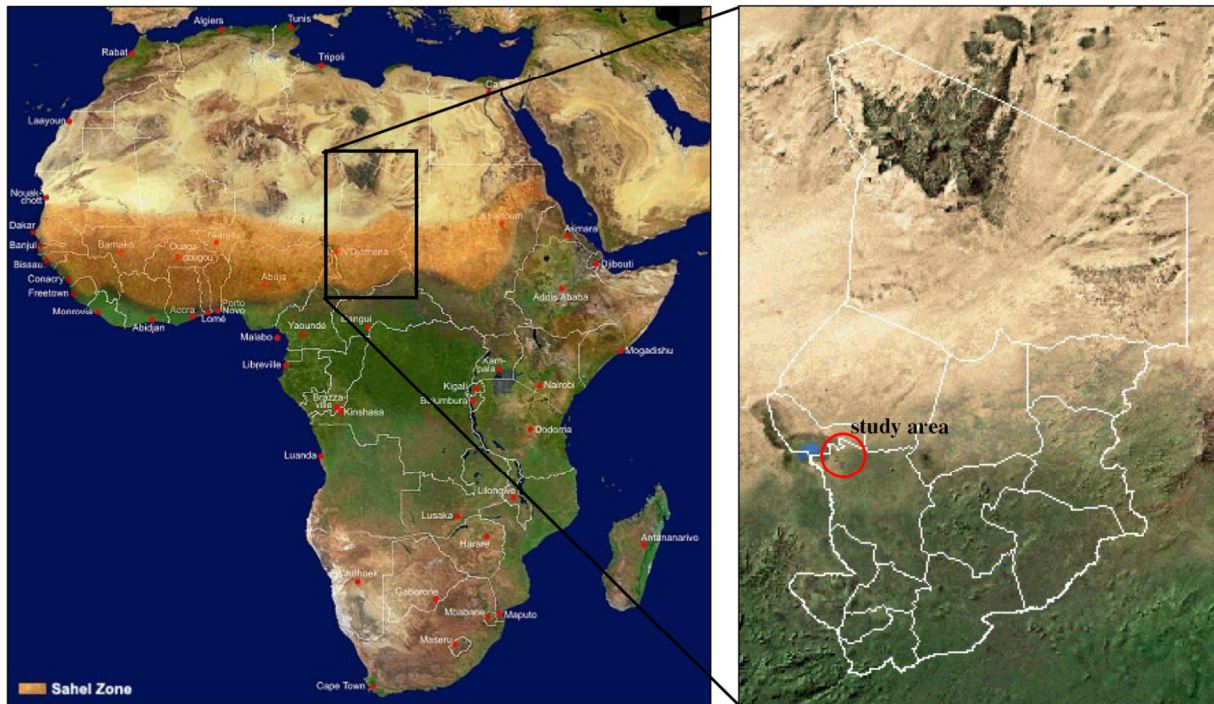 Algiers
Tunis
Rabat
Tripoli
Ca
Laayoun
Nouak-
chott
Dakar
Banjul
Bissau
Conacry
Freetown
Monrovia
Bamako
Ouaga-
dougou
Niamey
Abuja
N'Djamena
Khartoum
Asmara
Djibouti
Addis Ababa
Abidjan
Accra
Lomé
Porto
Novo
Malabo
Yaoundé
Bangui
Libreville
Mogadishu
Kam-
pala
Nairobi
Kigali
Bujumbura
Brazza-
ville
Kinshasa
Dodoma
Luanda
Lilongwe
Lusaka
Harare
Antananarivo
Windhoek
Gaborone
Mbabane
Maputo
Maseru
Cape Town
Sahel Zone
study area